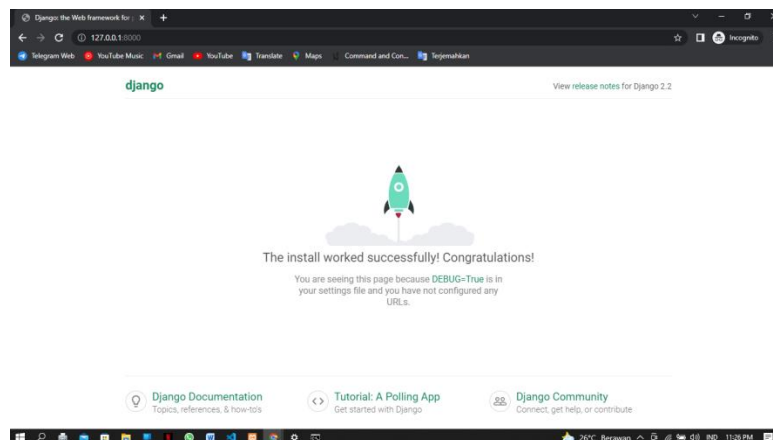 Django: the Web framework for
127.0.0.1:8000
Incognito
Telegram Web YouTube Music Gmail YouTube Translate Maps Command and Con... Terjemahkan
django
View release notes for Django 2.2
The install worked successfully! Congratulations!
You are seeing this page because DEBUG=True is in
your settings file and you have not configured any
URLs.
Django Documentation
Topics, references, & how-to's
Tutorial: A Polling App
Get started with Django
Django Community
Connect, get help, or contribute
26°C Berawan IND 11:26 PM